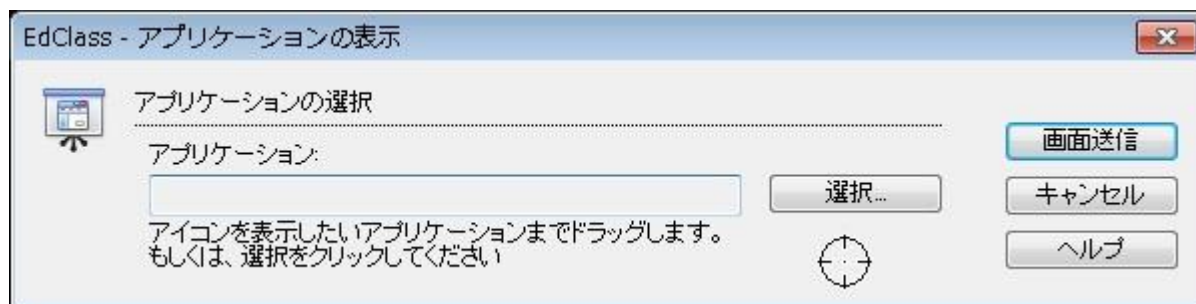 EdClass - アプリケーションの表示
アプリケーションの選択
アプリケーション:
選択...
アイコンを表示したいアプリケーションまでドラッグします。
もしくは、選択をクリックしてください
画面送信
キャンセル
ヘルプ